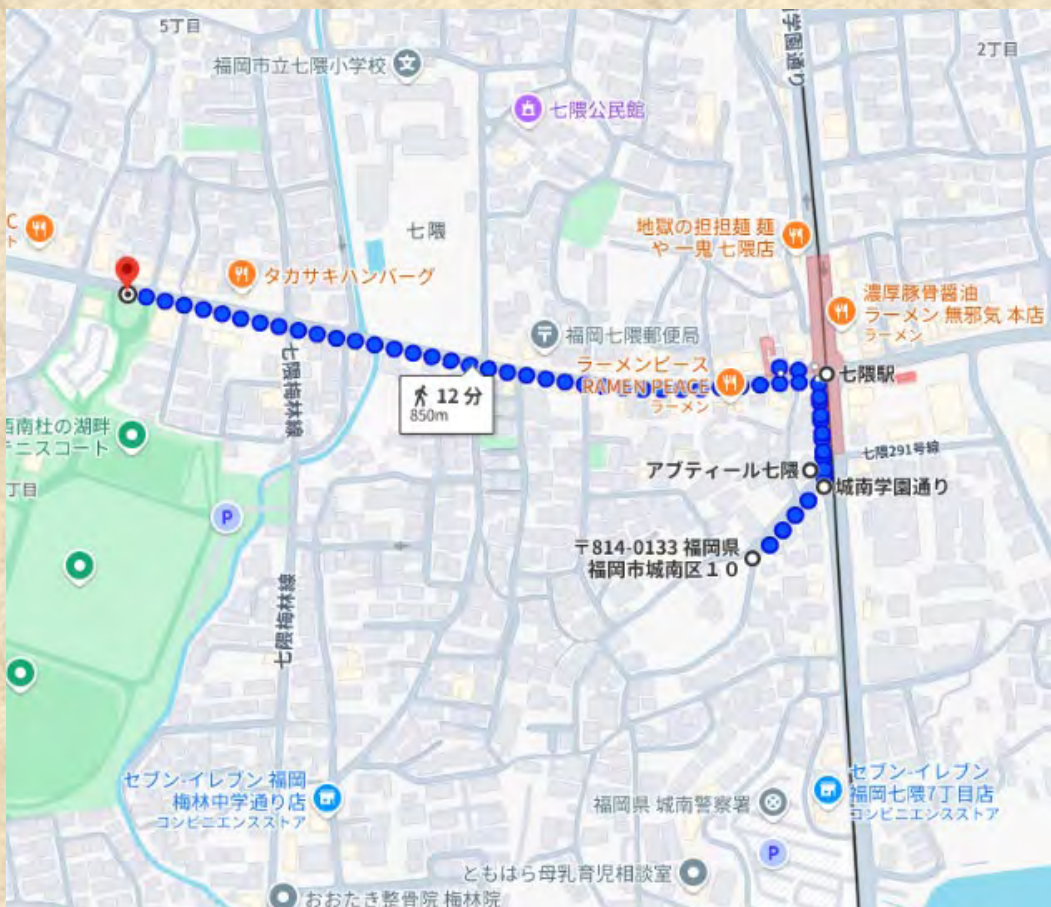 5丁目
学園通り
2丁目
福岡市立七隈小学校
文
七隈公民館
七隈
C
ト
地獄の担担麺 麺
や 一鬼 七隈店
タカサキハンバーグ
濃厚豚骨醤油
ラーメン 無邪気 本店
ラーメン
〒
福岡七隈郵便局
ラーメンピース
RAMEN PEACE
ラーメン
七隈駅
12 分
850m
七隈梅林線
西南杜の湖畔
テニスコート
丁目
七隈291号線
アブティール七隈
城南学園通り
P
〒814-0133 福岡県
福岡市城南区１０
七隈梅林線
セブン-イレブン 福岡
梅林中学通り店
コンビニエンスストア
セブン-イレブン
福岡七隈7丁目店
コンビニエンスストア
福岡県 城南警察署
P
ともはら母乳育児相談室
おおたき整骨院 梅林院